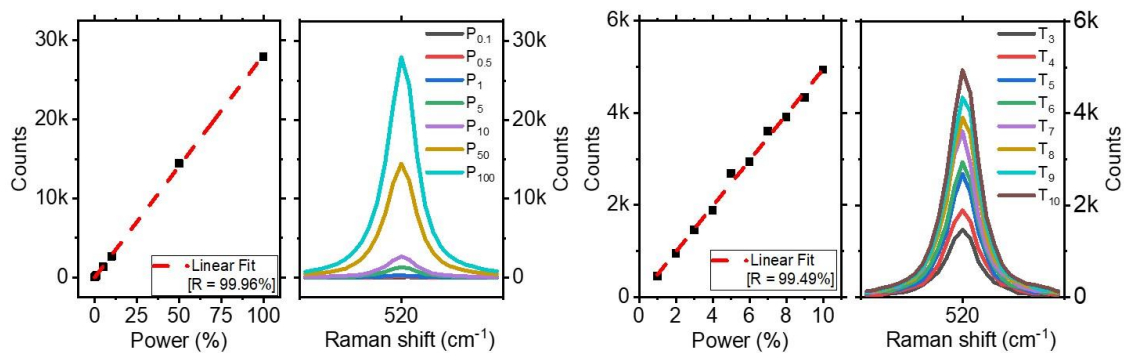 30k
20k
10k
0
Counts
0 25 50 75 100
Power (%)
Linear Fit
[R = 99.96%]
P0.1
P0.5
P1
P5
P10
P50
P100
30k
20k
10k
0
Counts
520
Raman shift (cm-1)
6k
4k
2k
0
Counts
0 2 4 6 8 10
Power (%)
Linear Fit
[R = 99.49%]
T3
T4
T5
T6
T7
T8
T9
T10
6k
4k
2k
0
Counts
520
Raman shift (cm-1)